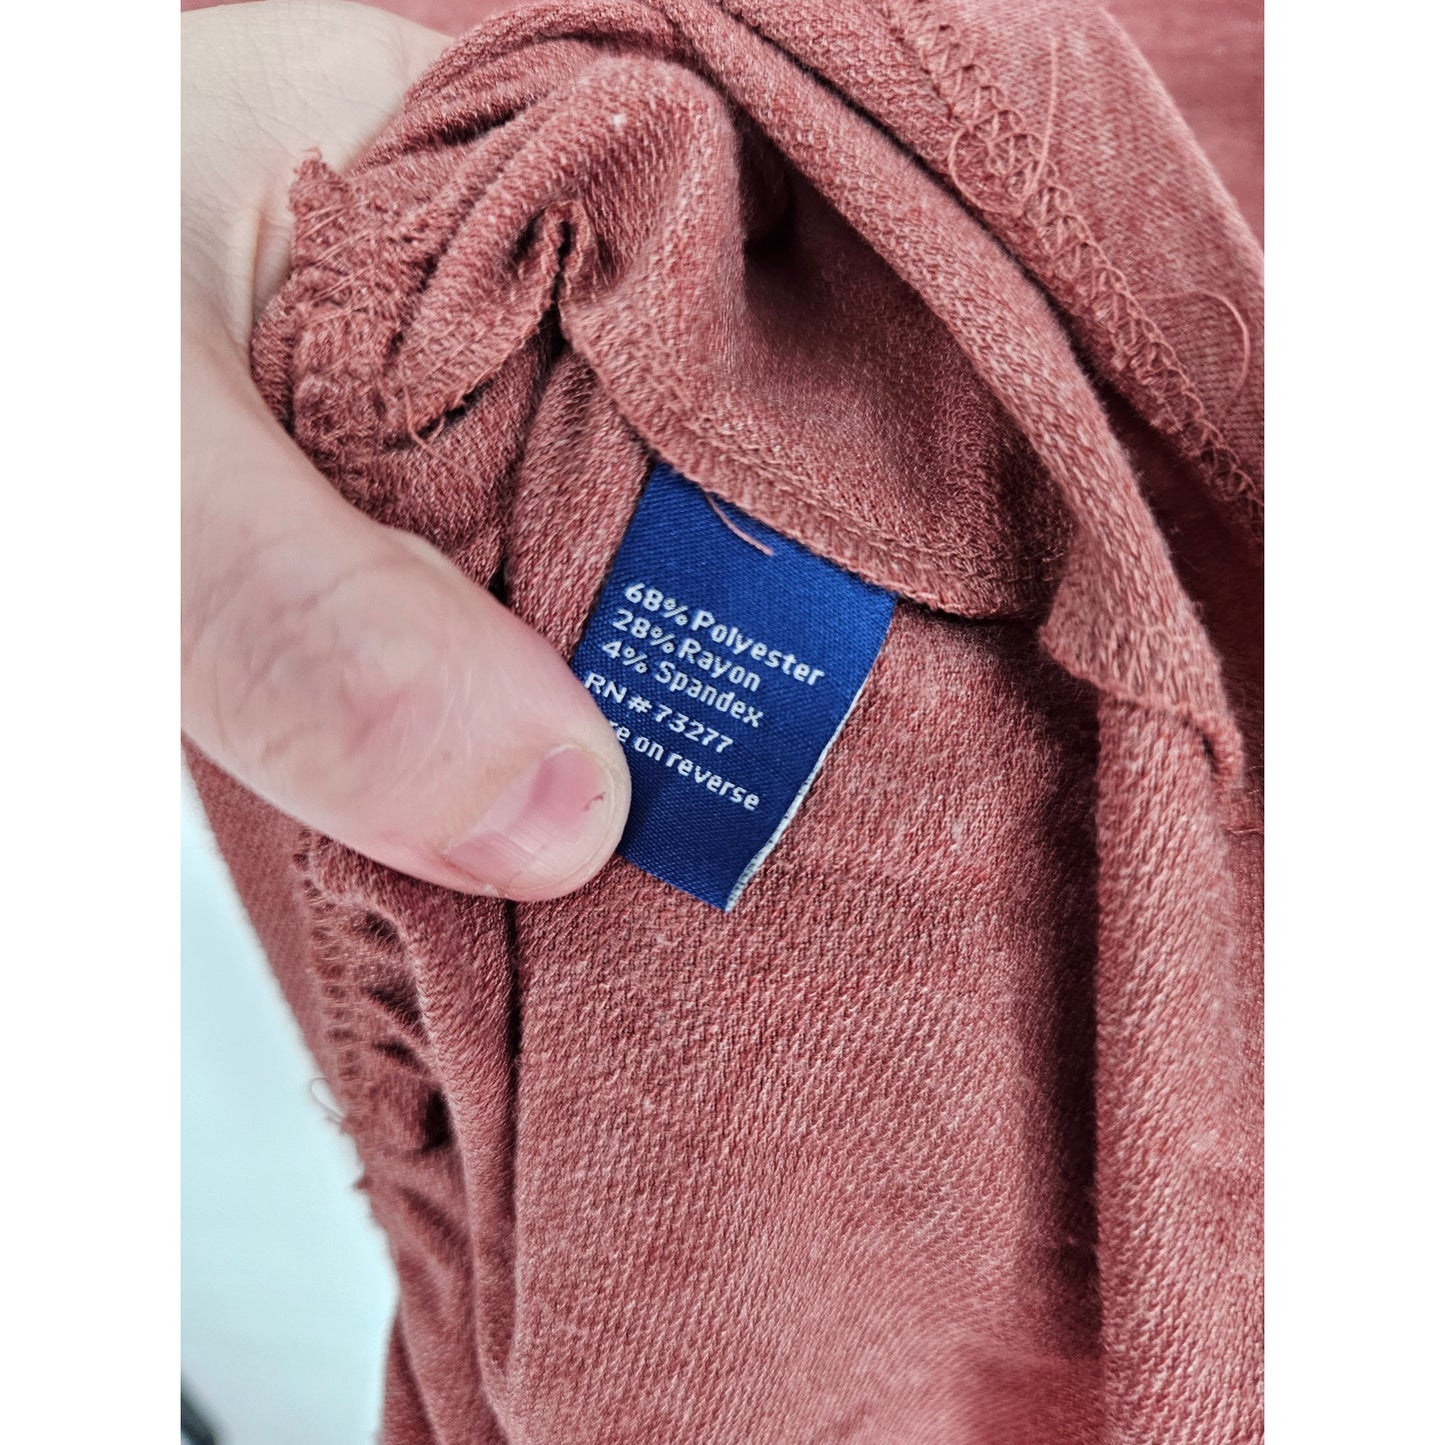 68% Polyester
28% Rayon
4% Spandex
RN # 73277
on reverse